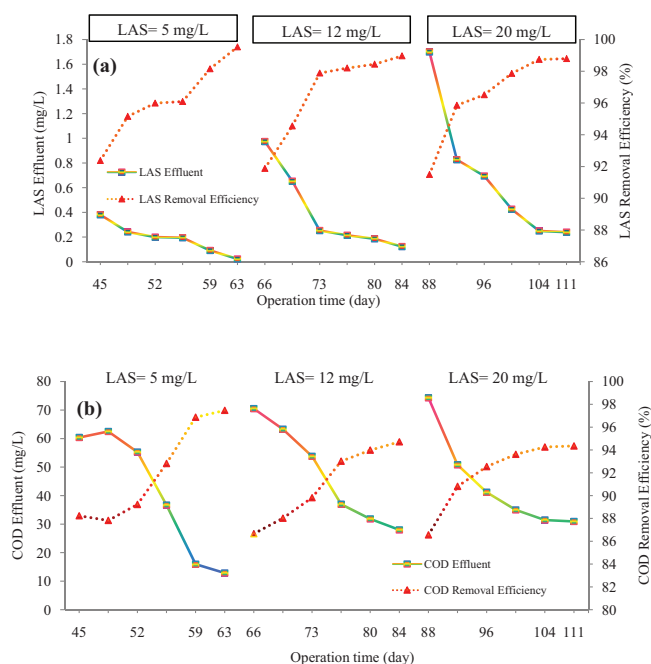 LAS= 5 mg/L LAS= 12 mg/L LAS= 20 mg/L
(a)
LAS Effluent (mg/L)
1.8
1.6
1.4
1.2
1
0.8
0.6
0.4
0.2
0
LAS Effluent
LAS Removal Efficiency
100
98
96
94
92
90
88
86
LAS Removal Efficiency (%)
45 52 59 63 66 73 80 84 88 96 104 111
Operation time (day) Operation time (day)
LAS= 5 mg/L LAS= 12 mg/L LAS= 20 mg/L
(b)
COD Effluent (mg/L)
80
70
60
50
40
30
20
10
0
COD Effluent
COD Removal Efficiency
100
98
96
94
92
90
88
86
84
82
80
COD Removal Efficiency (%)
45 52 59 63 66 73 80 84 88 96 104 111
Operation time (day) Operation time (day)